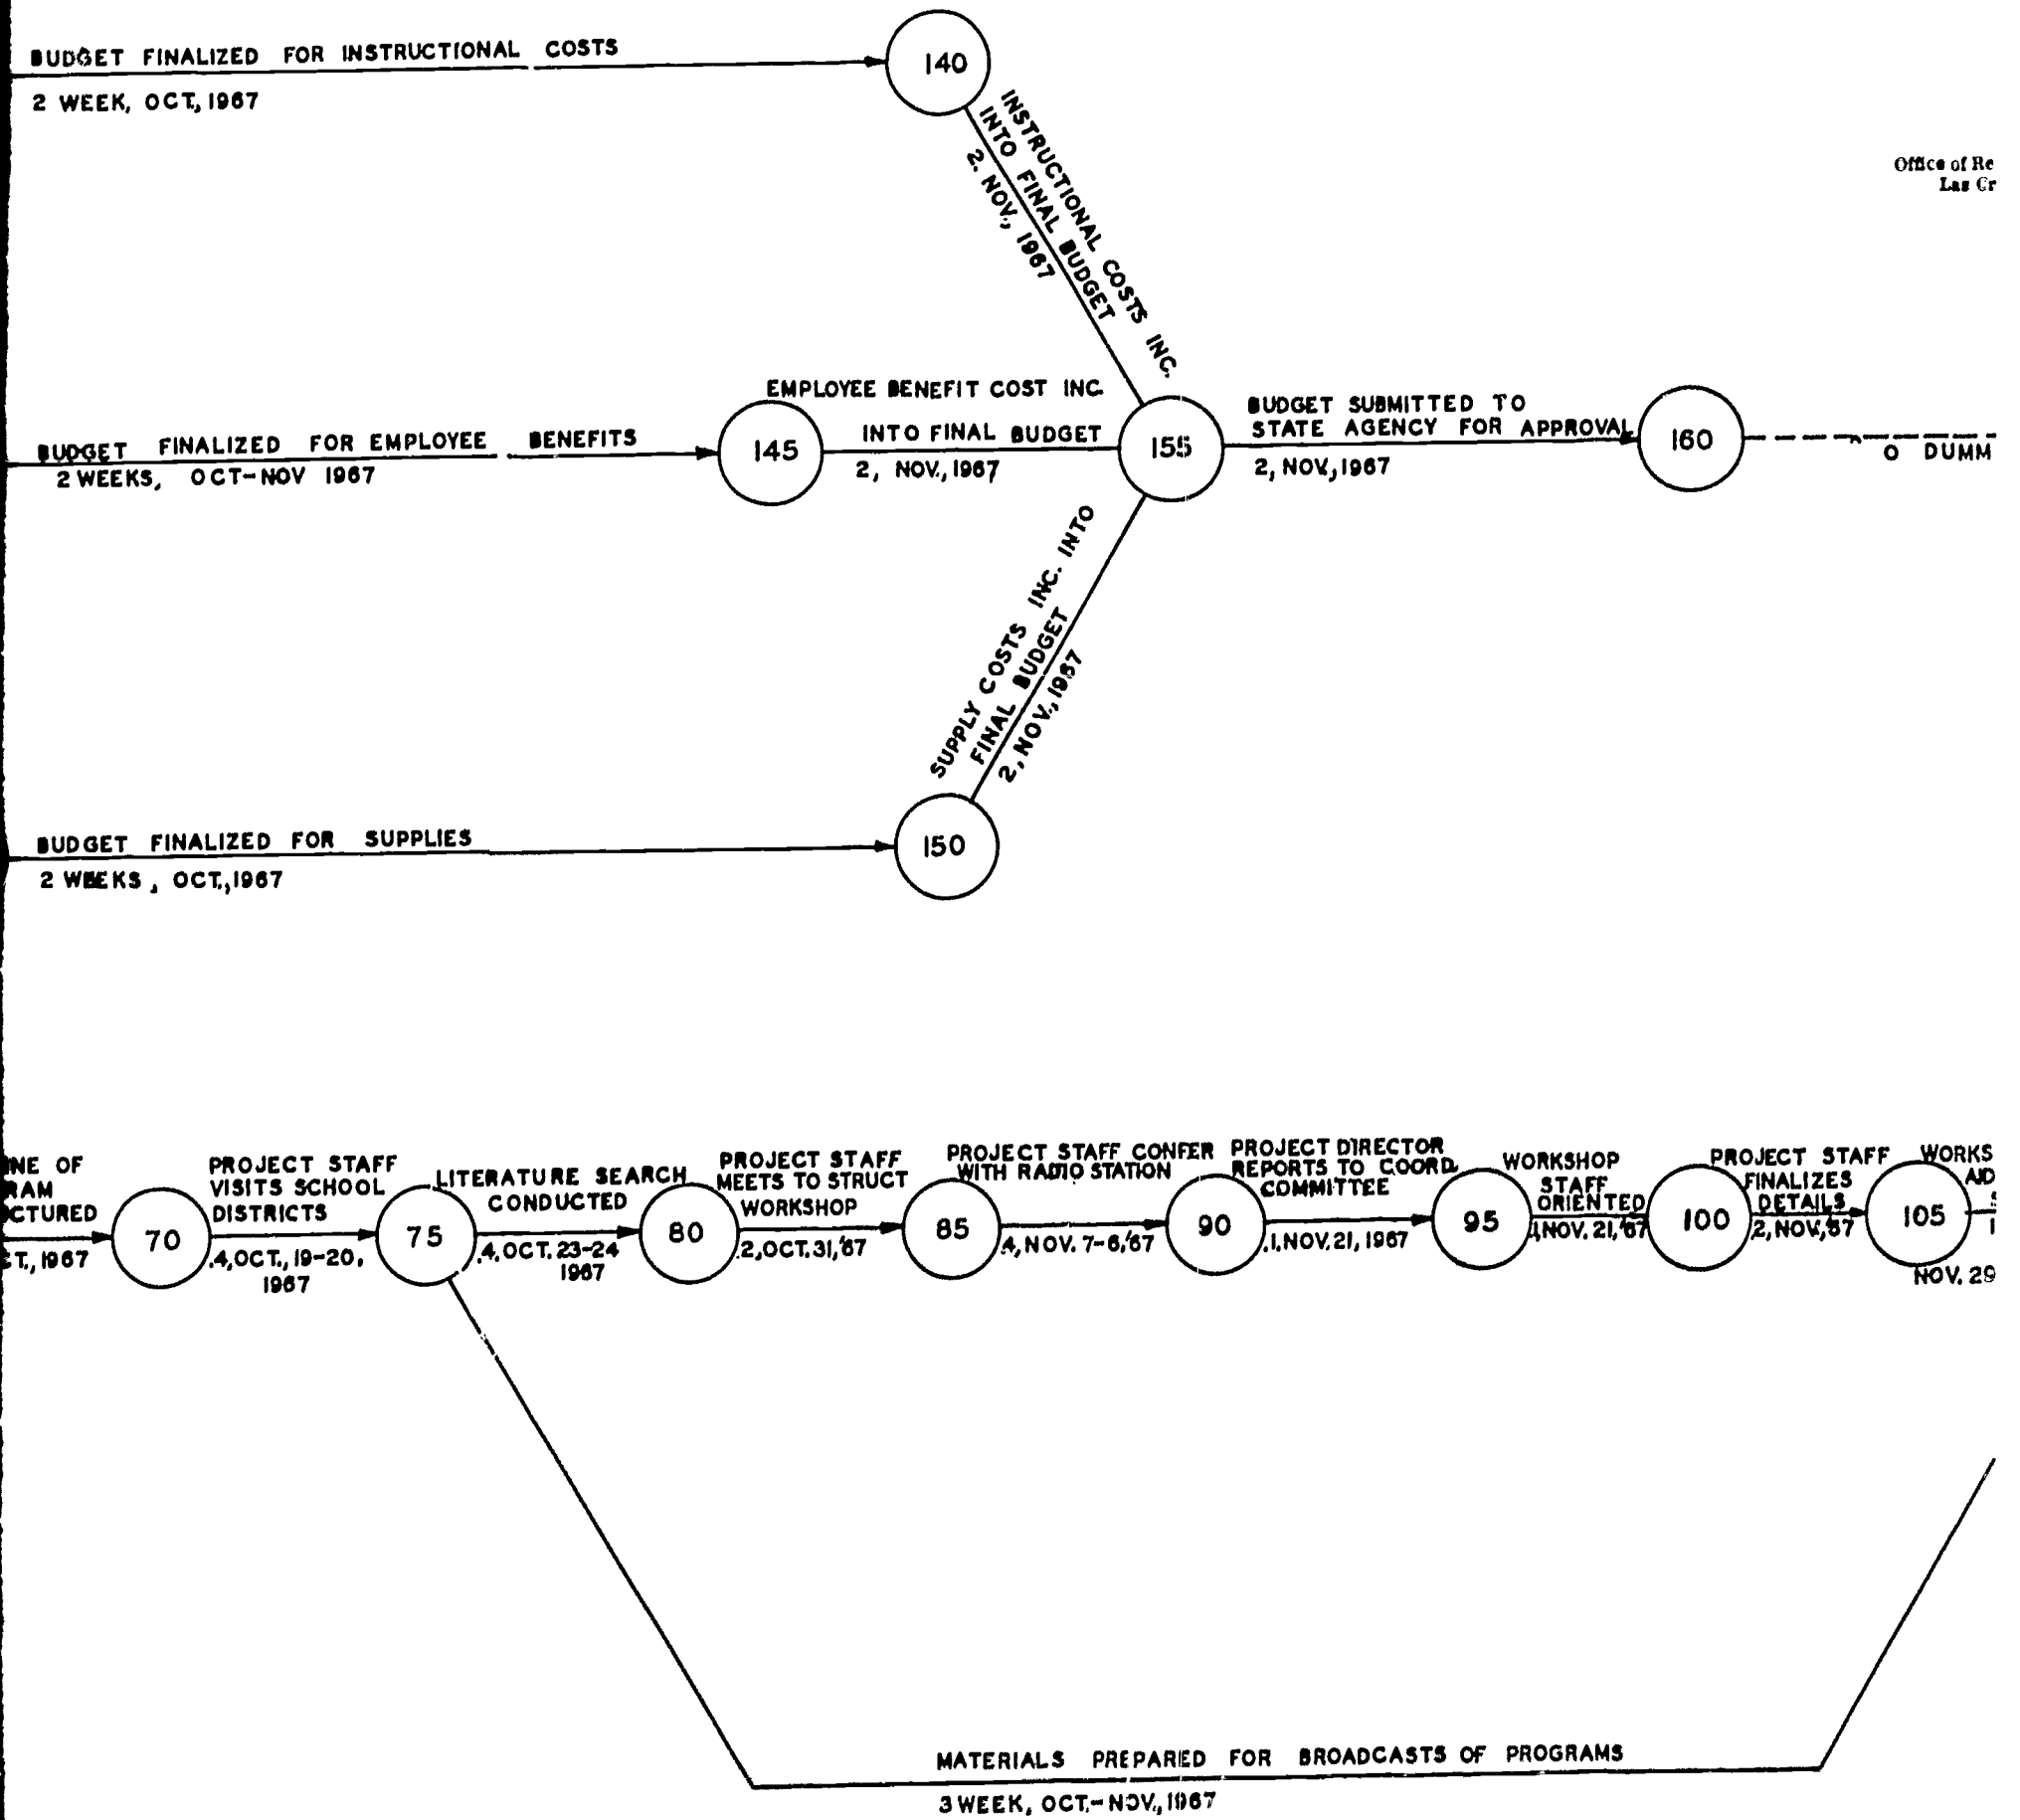 BUDGET FINALIZED FOR INSTRUCTIONAL COSTS
2 WEEK, OCT., 1967
140
INSTRUCTIONAL COSTS INC.
INTO FINAL BUDGET
2. NOV., 1967
Office of Re
Las Cr
BUDGET FINALIZED FOR EMPLOYEE BENEFITS
2 WEEKS, OCT-NOV 1967
145
EMPLOYEE BENEFIT COST INC.
INTO FINAL BUDGET
2, NOV., 1967
155
BUDGET SUBMITTED TO
STATE AGENCY FOR APPROVAL
2, NOV., 1967
160
O DUMM
SUPPLY COSTS INC. INTO
FINAL BUDGET
2, NOV., 1967
BUDGET FINALIZED FOR SUPPLIES
2 WEEKS, OCT., 1967
150
INE OF
RAM
CTURED
CT., 1967
70
PROJECT STAFF
VISITS SCHOOL
DISTRICTS
.4, OCT., 19-20,
1967
75
LITERATURE SEARCH
CONDUCTED
.4, OCT. 23-24
1967
80
PROJECT STAFF
MEETS TO STRUCT
WORKSHOP
.2, OCT. 31, '67
85
PROJECT STAFF CONFER
WITH RADIO STATION
.4, NOV. 7-6, '67
90
PROJECT DIRECTOR
REPORTS TO COORD.
COMMITTEE
.1, NOV. 21, 1967
95
WORKSHOP
STAFF
ORIENTED
.1, NOV. 21, '67
100
PROJECT STAFF
FINALIZES
DETAILS
.2, NOV., '67
105
WORKS
AID
NOV. 29
MATERIALS PREPARED FOR BROADCASTS OF PROGRAMS
3 WEEK, OCT.-NOV., 1967